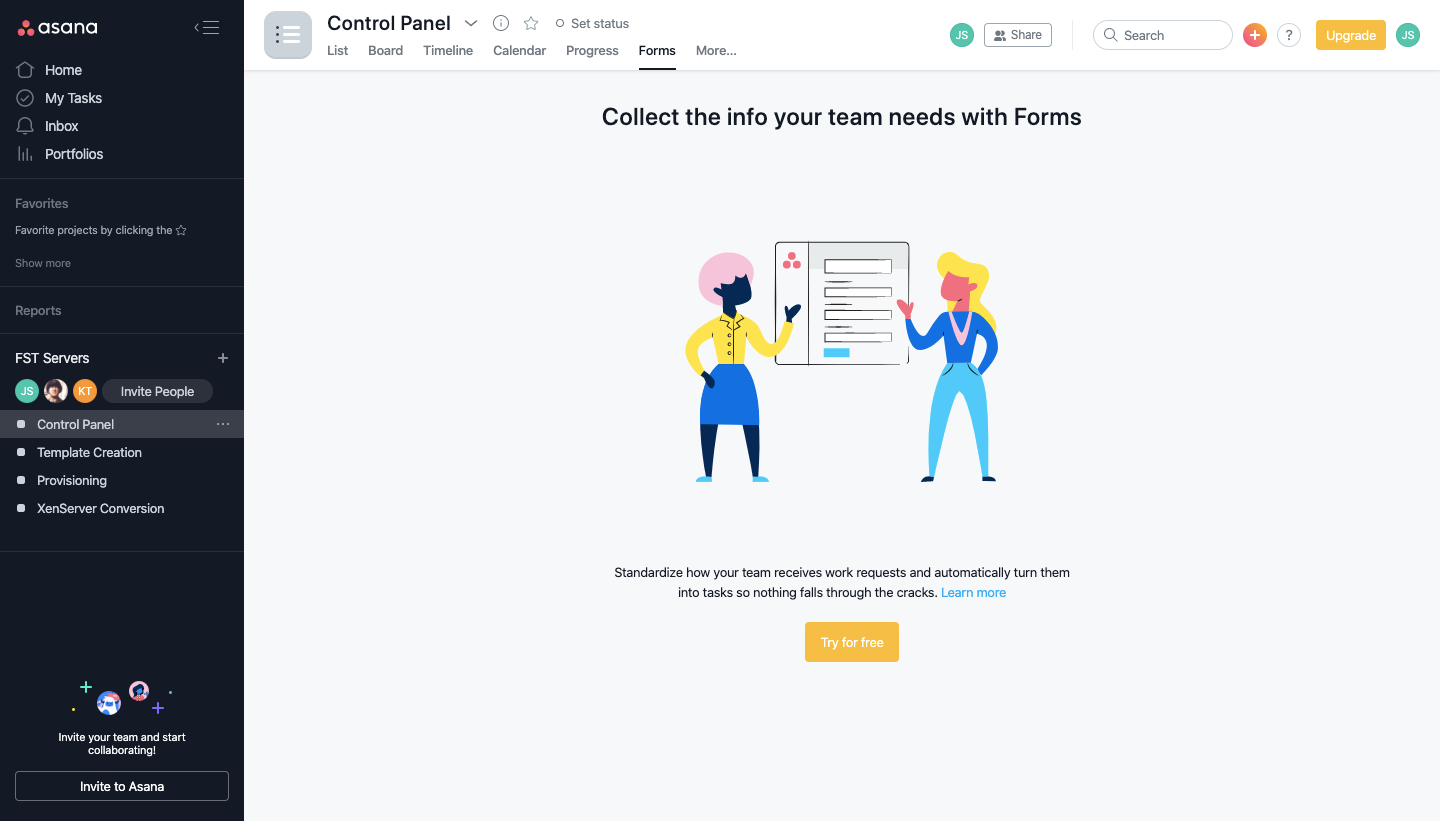 asana
Home
My Tasks
Inbox
Portfolios
Favorites
Favorite projects by clicking the
Show more
Reports
FST Servers
JS
KT
Invite People
Control Panel
Template Creation
Provisioning
XenServer Conversion
Invite your team and start
collaborating!
Invite to Asana
Control Panel
Set status
List Board Timeline Calendar Progress Forms More...
JS
Share
Search
?
Upgrade
JS
Collect the info your team needs with Forms
Standardize how your team receives work requests and automatically turn them
into tasks so nothing falls through the cracks. Learn more
Try for free